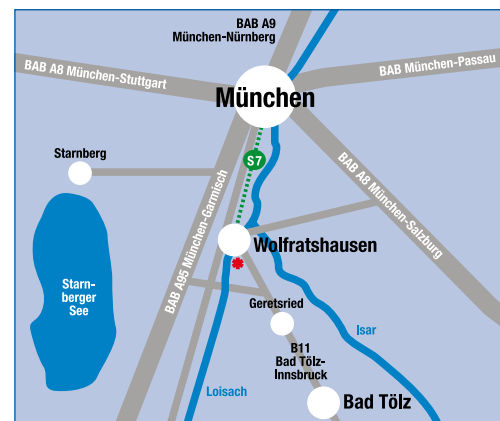 BAB A9
München-Nürnberg
BAB A8 München-Stuttgart
BAB München-Passau
München
Starnberg
S7
BAB A8 München-Salzburg
BAB A95 München-Garmisch
Wolfratshausen
Starn-
berger
See
Geretsried
Isar
B11
Bad Tölz-
Innsbruck
Loisach
Bad Tölz